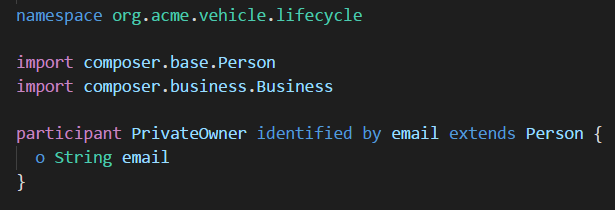 namespace org.acme.vehicle.lifecycle
import composer.base.Person
import composer.business.Business
participant PrivateOwner identified by email extends Person {
  o String email
}